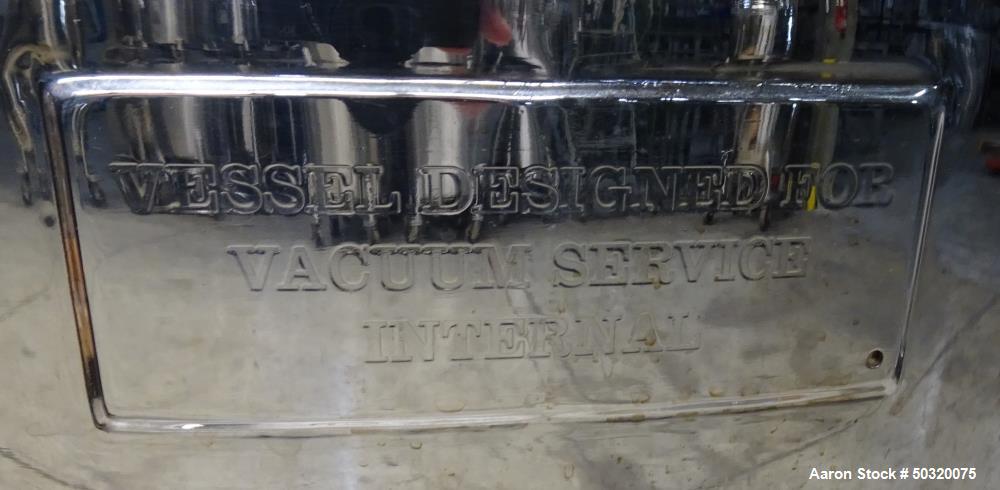 VESSEL DESIGNED FOR
VACUUM SERVICE
INTERNAL
Aaron Stock # 50320075